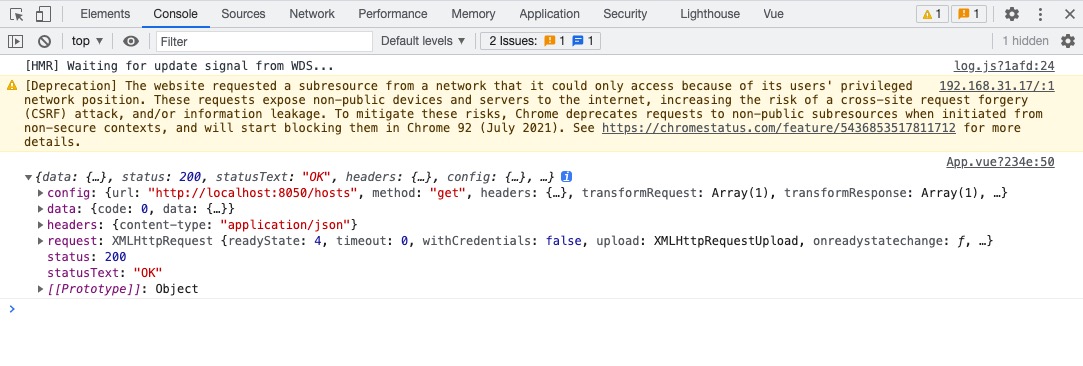 Elements Console Sources Network Performance Memory Application Security Lighthouse Vue 1 1
top Filter Default levels 2 Issues: 1 1 1 hidden
[HMR] Waiting for update signal from WDS... log.js?1afd:24
[Deprecation] The website requested a subresource from a network that it could only access because of its users' privileged 192.168.31.17/:1
network position. These requests expose non-public devices and servers to the internet, increasing the risk of a cross-site request forgery
(CSRF) attack, and/or information leakage. To mitigate these risks, Chrome deprecates requests to non-public subresources when initiated from
non-secure contexts, and will start blocking them in Chrome 92 (July 2021). See https://chromestatus.com/feature/5436853517811712 for more
details.
App.vue?234e:50
{data: {…}, status: 200, statusText: "OK", headers: {…}, config: {…}, …} i
config: {url: "http://localhost:8050/hosts", method: "get", headers: {…}, transformRequest: Array(1), transformResponse: Array(1), …}
data: {code: 0, data: {…}}
headers: {content-type: "application/json"}
request: XMLHttpRequest {readyState: 4, timeout: 0, withCredentials: false, upload: XMLHttpRequestUpload, onreadystatechange: ƒ, …}
status: 200
statusText: "OK"
[[Prototype]]: Object